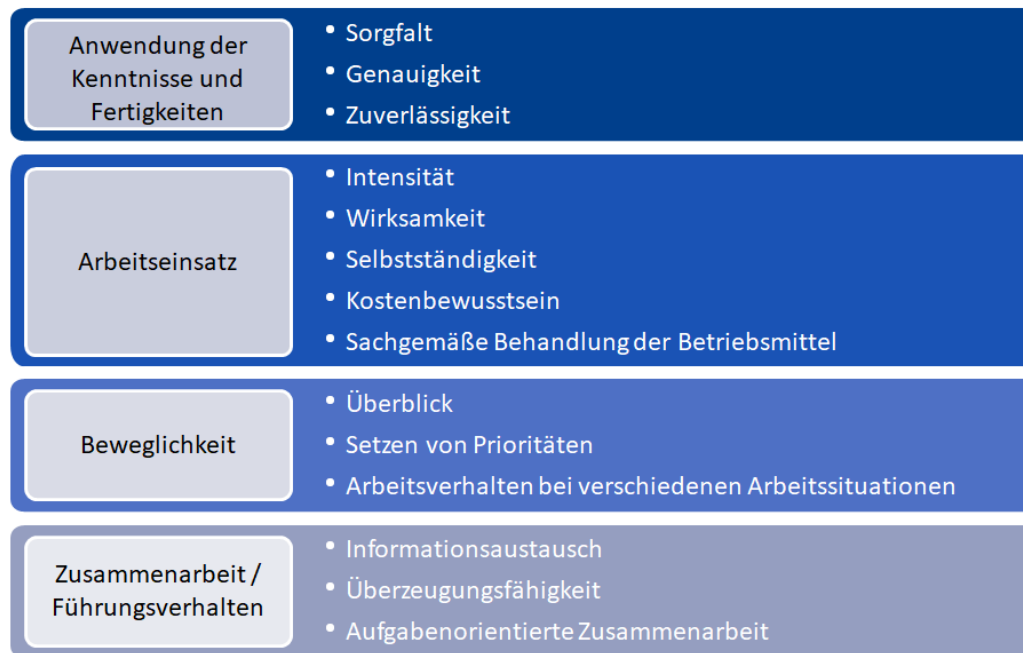 Anwendung der
Kenntnisse und
Fertigkeiten
• Sorgfalt
• Genauigkeit
• Zuverlässigkeit
Arbeitseinsatz
• Intensität
• Wirksamkeit
• Selbstständigkeit
• Kostenbewusstsein
• Sachgemäße Behandlung der Betriebsmittel
Beweglichkeit
• Überblick
• Setzen von Prioritäten
• Arbeitsverhalten bei verschiedenen Arbeitssituationen
Zusammenarbeit /
Führungsverhalten
• Informationsaustausch
• Überzeugungsfähigkeit
• Aufgabenorientierte Zusammenarbeit